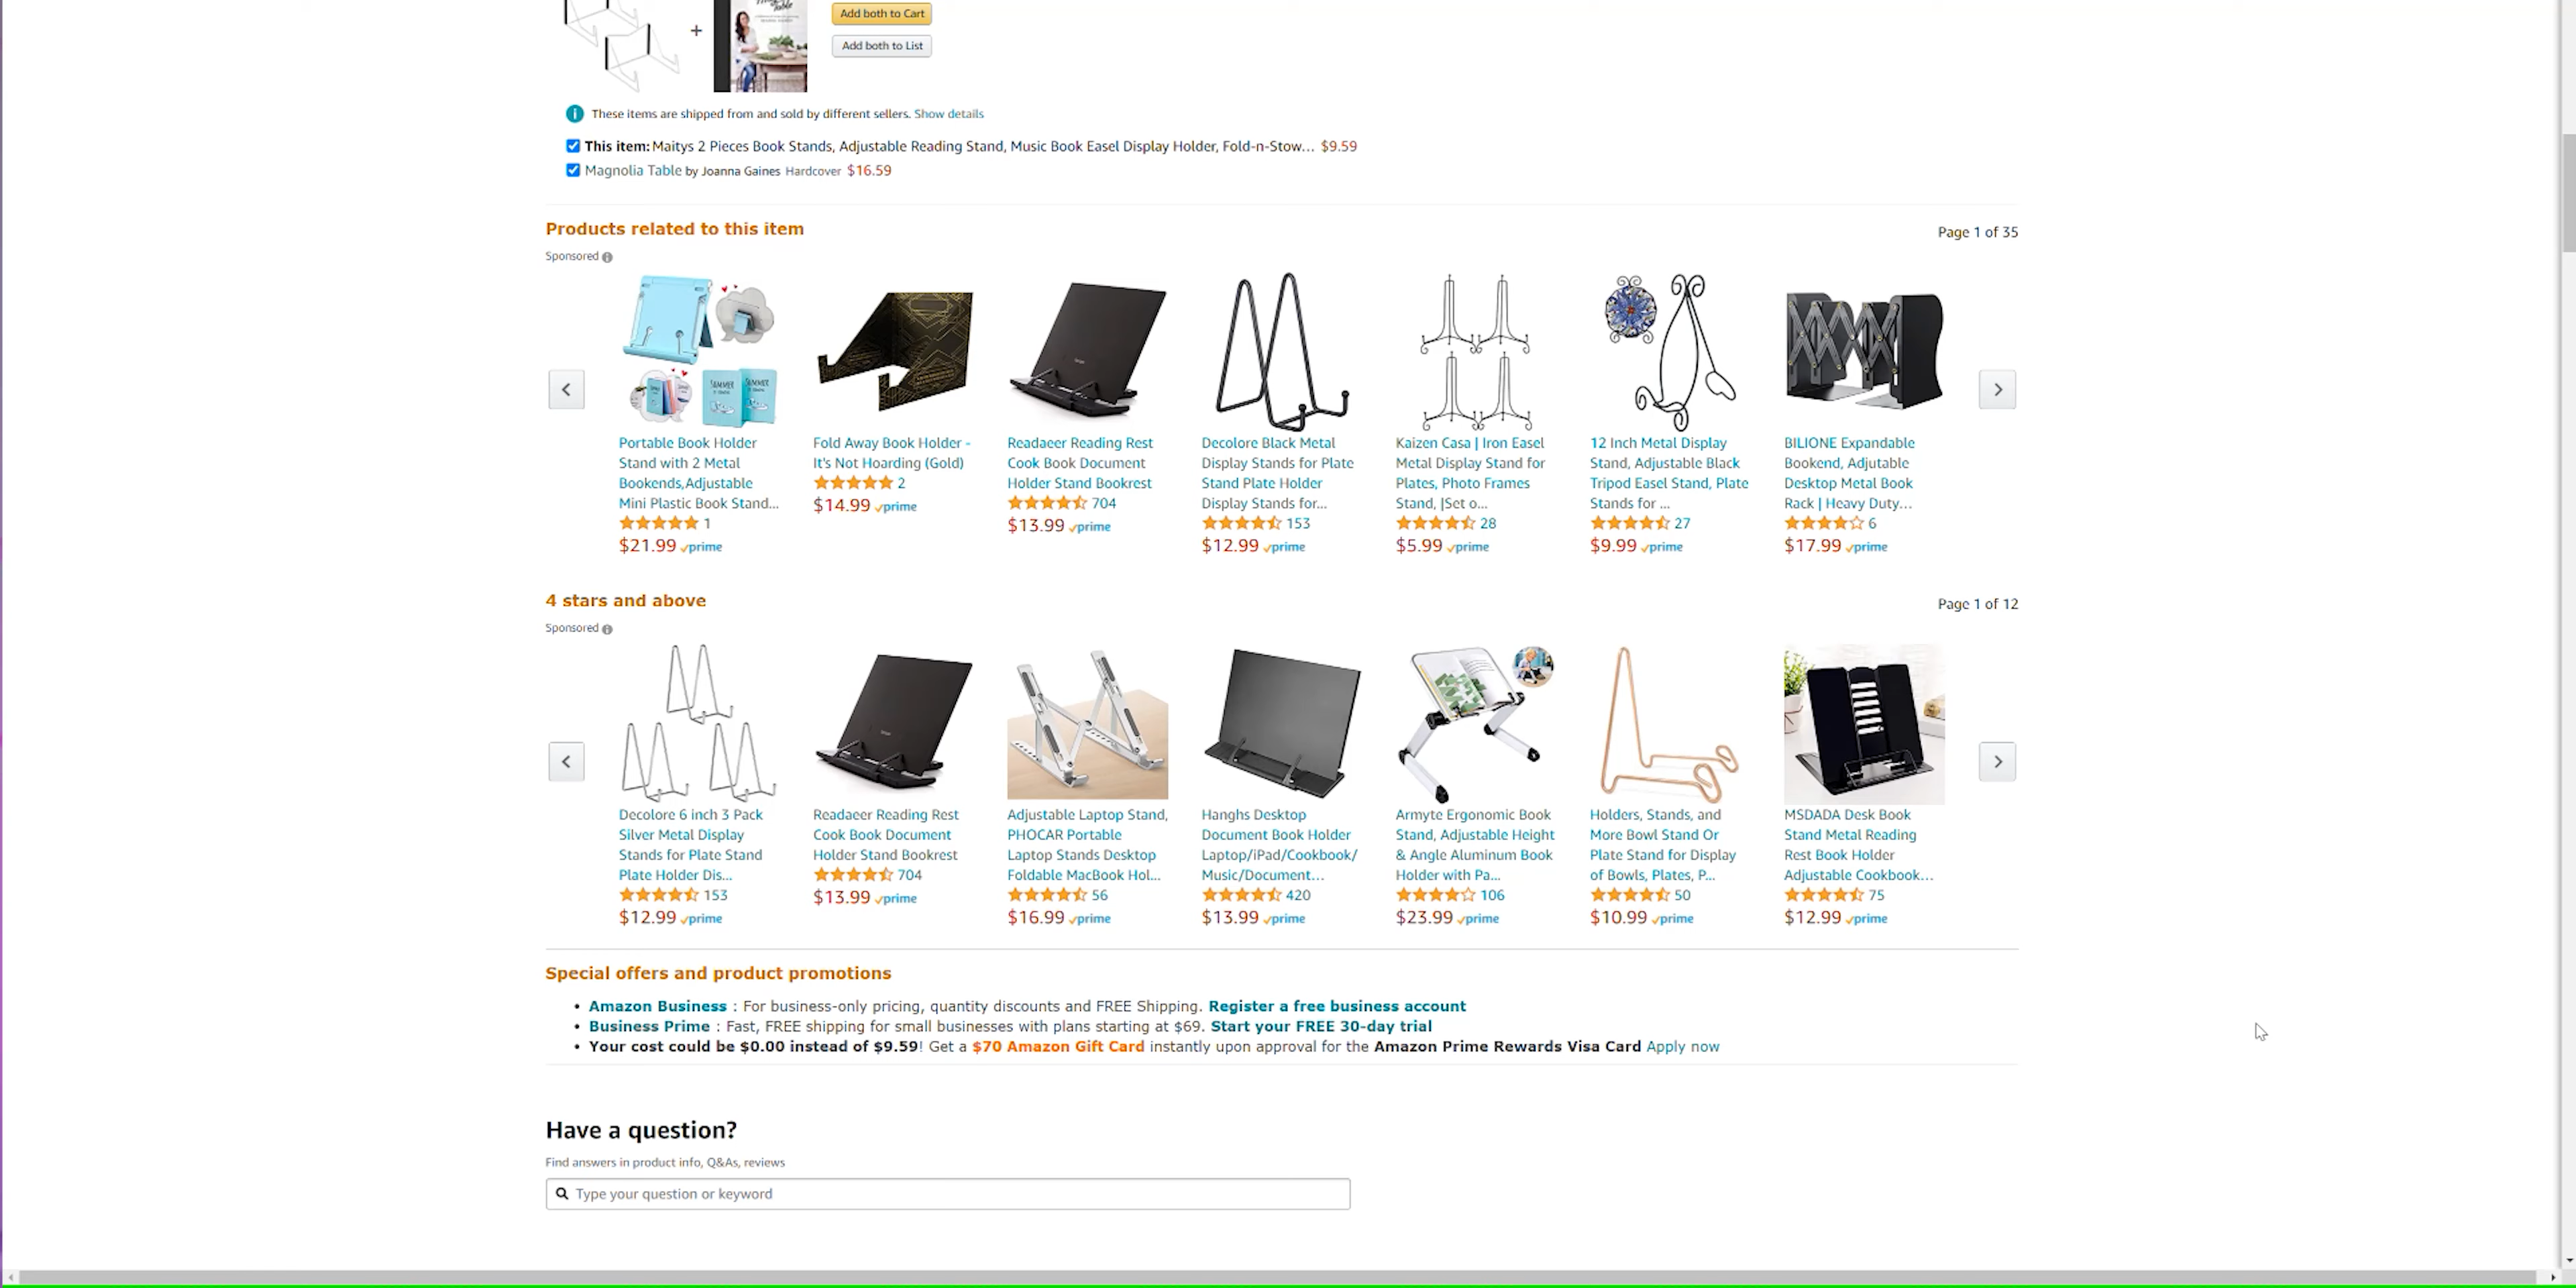 Table
Add both to Cart
+
Add both to List
These items are shipped from and sold by different sellers. Show details
This item: Maitys 2 Pieces Book Stands, Adjustable Reading Stand, Music Book Easel Display Holder, Fold-n-Stow... $9.59
Magnolia Table by Joanna Gaines Hardcover $16.59
Products related to this item
Page 1 of 35
Sponsored
SUMMER
SUMMER
Portable Book Holder
Stand with 2 Metal
Bookends,Adjustable
Mini Plastic Book Stand...
1
$21.99 prime
Fold Away Book Holder -
It's Not Hoarding (Gold)
2
$14.99 prime
Readaeer Reading Rest
Cook Book Document
Holder Stand Bookrest
704
$13.99 prime
Decolore Black Metal
Display Stands for Plate
Stand Plate Holder
Display Stands for...
153
$12.99 prime
Kaizen Casa | Iron Easel
Metal Display Stand for
Plates, Photo Frames
Stand, |Set o...
28
$5.99 prime
12 Inch Metal Display
Stand, Adjustable Black
Tripod Easel Stand, Plate
Stands for ...
27
$9.99 prime
BILIONE Expandable
Bookend, Adjutable
Desktop Metal Book
Rack | Heavy Duty...
6
$17.99 prime
4 stars and above
Page 1 of 12
Sponsored
Decolore 6 inch 3 Pack
Silver Metal Display
Stands for Plate Stand
Plate Holder Dis...
153
$12.99 prime
Readaeer Reading Rest
Cook Book Document
Holder Stand Bookrest
704
$13.99 prime
Adjustable Laptop Stand,
PHOCAR Portable
Laptop Stands Desktop
Foldable MacBook Hol...
56
$16.99 prime
Hanghs Desktop
Document Book Holder
Laptop/iPad/Cookbook/
Music/Document...
420
$13.99 prime
Armyte Ergonomic Book
Stand, Adjustable Height
& Angle Aluminum Book
Holder with Pa...
106
$23.99 prime
Holders, Stands, and
More Bowl Stand Or
Plate Stand for Display
of Bowls, Plates, P...
50
$10.99 prime
MSDADA Desk Book
Stand Metal Reading
Rest Book Holder
Adjustable Cookbook...
75
$12.99 prime
Special offers and product promotions
• Amazon Business : For business-only pricing, quantity discounts and FREE Shipping. Register a free business account
• Business Prime : Fast, FREE shipping for small businesses with plans starting at $69. Start your FREE 30-day trial
• Your cost could be $0.00 instead of $9.59! Get a $70 Amazon Gift Card instantly upon approval for the Amazon Prime Rewards Visa Card Apply now
Have a question?
Find answers in product info, Q&As, reviews
Type your question or keyword